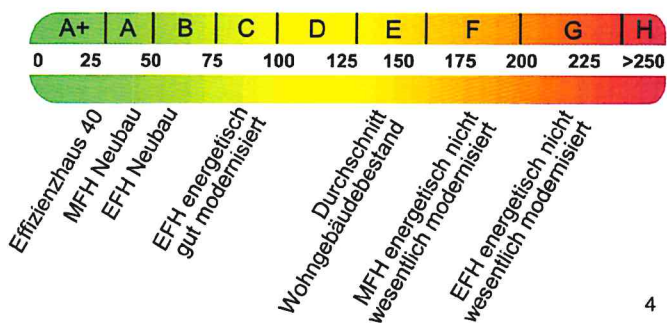 A+ A B C D E F G H
0 25 50 75 100 125 150 175 200 225 >250
Effizienzhaus 40
MFH Neubau
EFH Neubau
EFH energetisch
gut modernisiert
Durchschnitt
Wohngebäudebestand
MFH energetisch nicht
wesentlich modernisiert
EFH energetisch nicht
wesentlich modernisiert
4